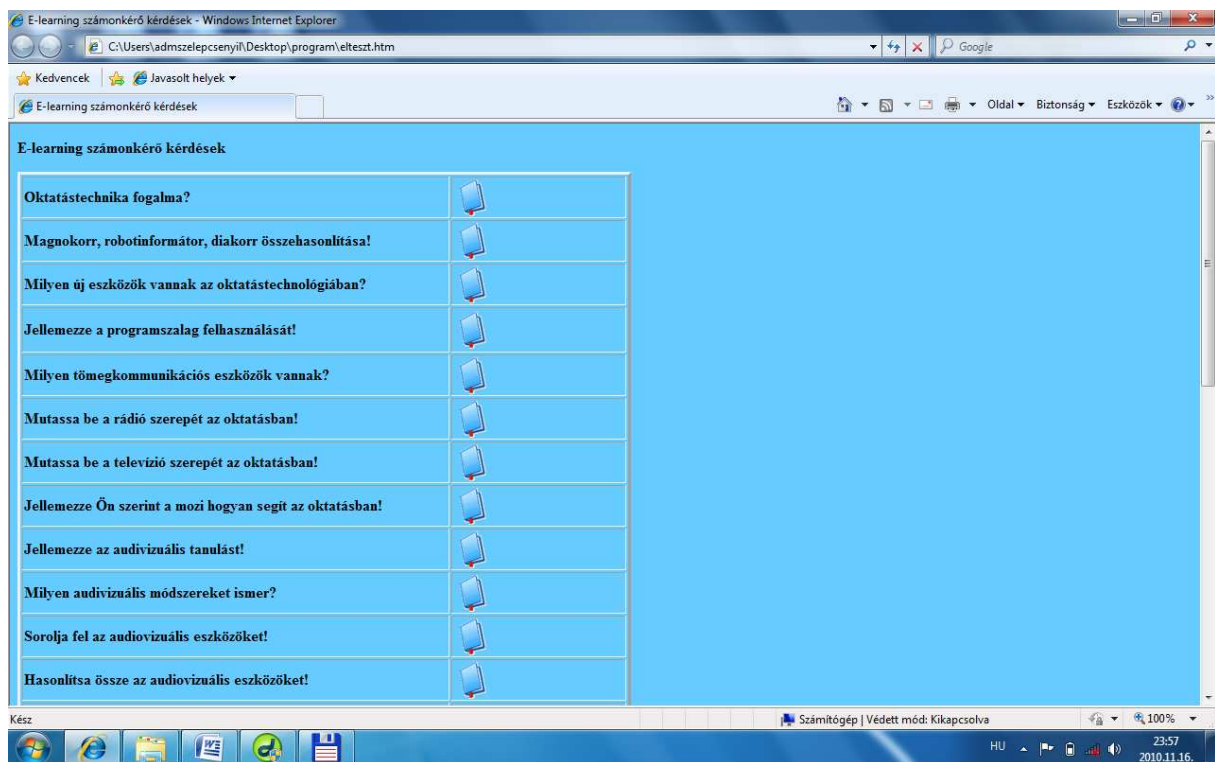 E-learning számonkérő kérdések - Windows Internet Explorer
C:\Users\admszelepcsenyil\Desktop\program\elteszt.htm
Google
Kedvencek
Javasolt helyek
E-learning számonkérő kérdések
Oldal
Biztonság
Eszközök
E-learning számonkérő kérdések
Oktatástechnika fogalma?
Magnokorr, robotinformátor, diakorr összehasonlítása!
Milyen új eszközök vannak az oktatástechnológiában?
Jellemezze a programszalag felhasználását!
Milyen tömegkommunikációs eszközök vannak?
Mutassa be a rádió szerepét az oktatásban!
Mutassa be a televízió szerepét az oktatásban!
Jellemezze Ön szerint a mozi hogyan segít az oktatásban!
Jellemezze az audivizuális tanulást!
Milyen audivizuális módszereket ismer?
Sorolja fel az audiovizuális eszközöket!
Hasonlítsa össze az audiovizuális eszközöket!
Kész
Számítógép | Védett mód: Kikapcsolva
100%
HU
23:57
2010.11.16.